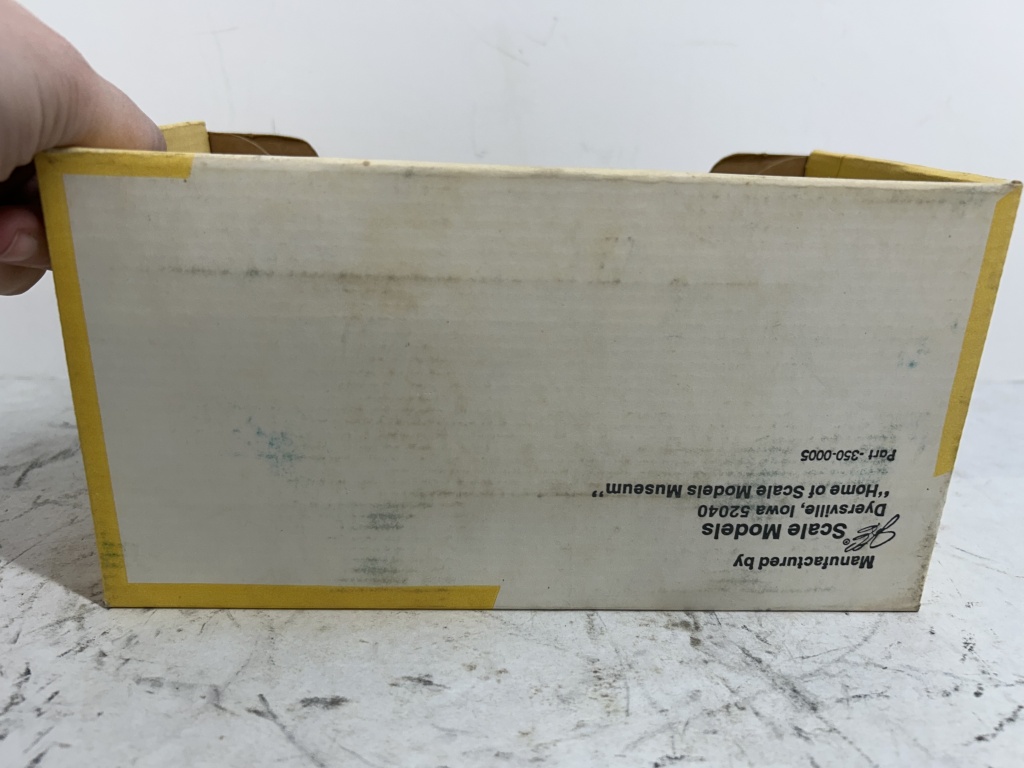 Manufactured by
Scale Models®
Dyersville, Iowa 52040
"Home of Scale Models Museum"
Part -350-0005